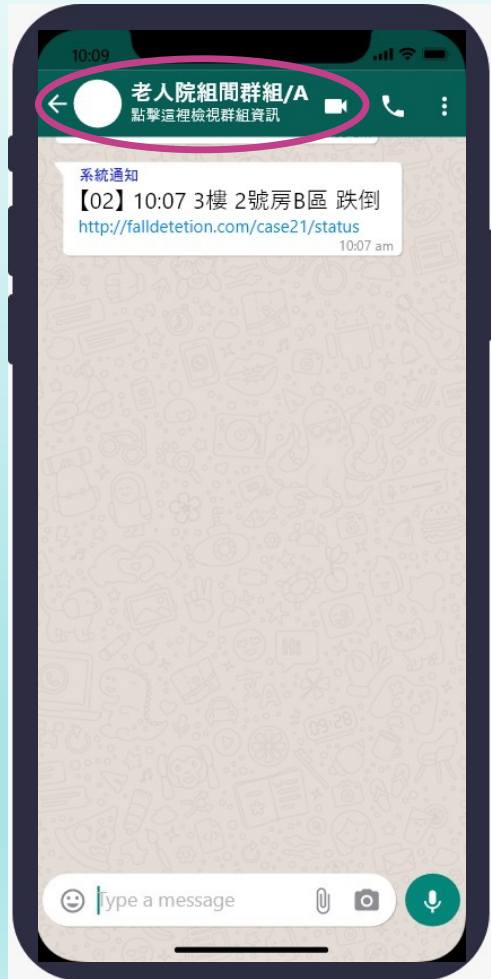 10:09
老人院組間群組/A
點擊這裡檢視群組資訊
系統通知
【02】10:07 3樓 2號房B區 跌倒
http://falldetetion.com/case21/status
10:07 am
Type a message